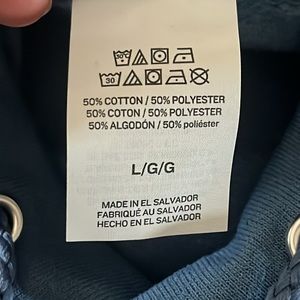 30
50% COTTON / 50% POLYESTER
50% COTON / 50% POLYESTER
50% ALGODÓN / 50% poliéster
L/G/G
MADE IN EL SALVADOR
FABRIQUÉ AU SALVADOR
HECHO EN EL SALVADOR